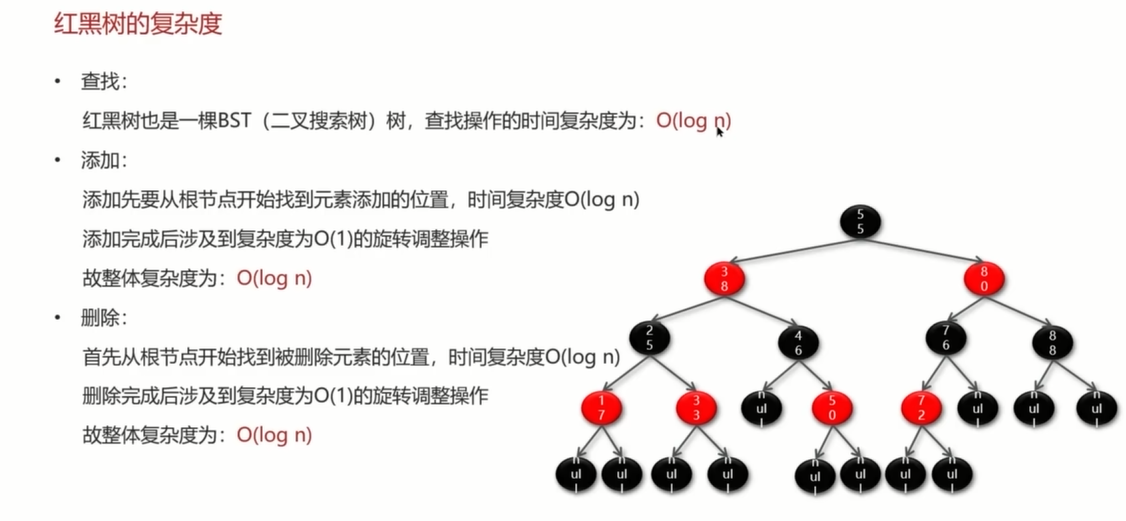 红黑树的复杂度
• 查找：
红黑树也是一棵BST（二叉搜索树）树，查找操作的时间复杂度为：O(log n)
• 添加：
添加先要从根节点开始找到元素添加的位置，时间复杂度O(log n)
添加完成后涉及到复杂度为O(1)的旋转调整操作
故整体复杂度为：O(log n)
• 删除：
首先从根节点开始找到被删除元素的位置，时间复杂度O(log n)
删除完成后涉及到复杂度为O(1)的旋转调整操作
故整体复杂度为：O(log n)
55
38 80
25 46 76 88
17 33 null 50 72 null null null
null null null null null null null null